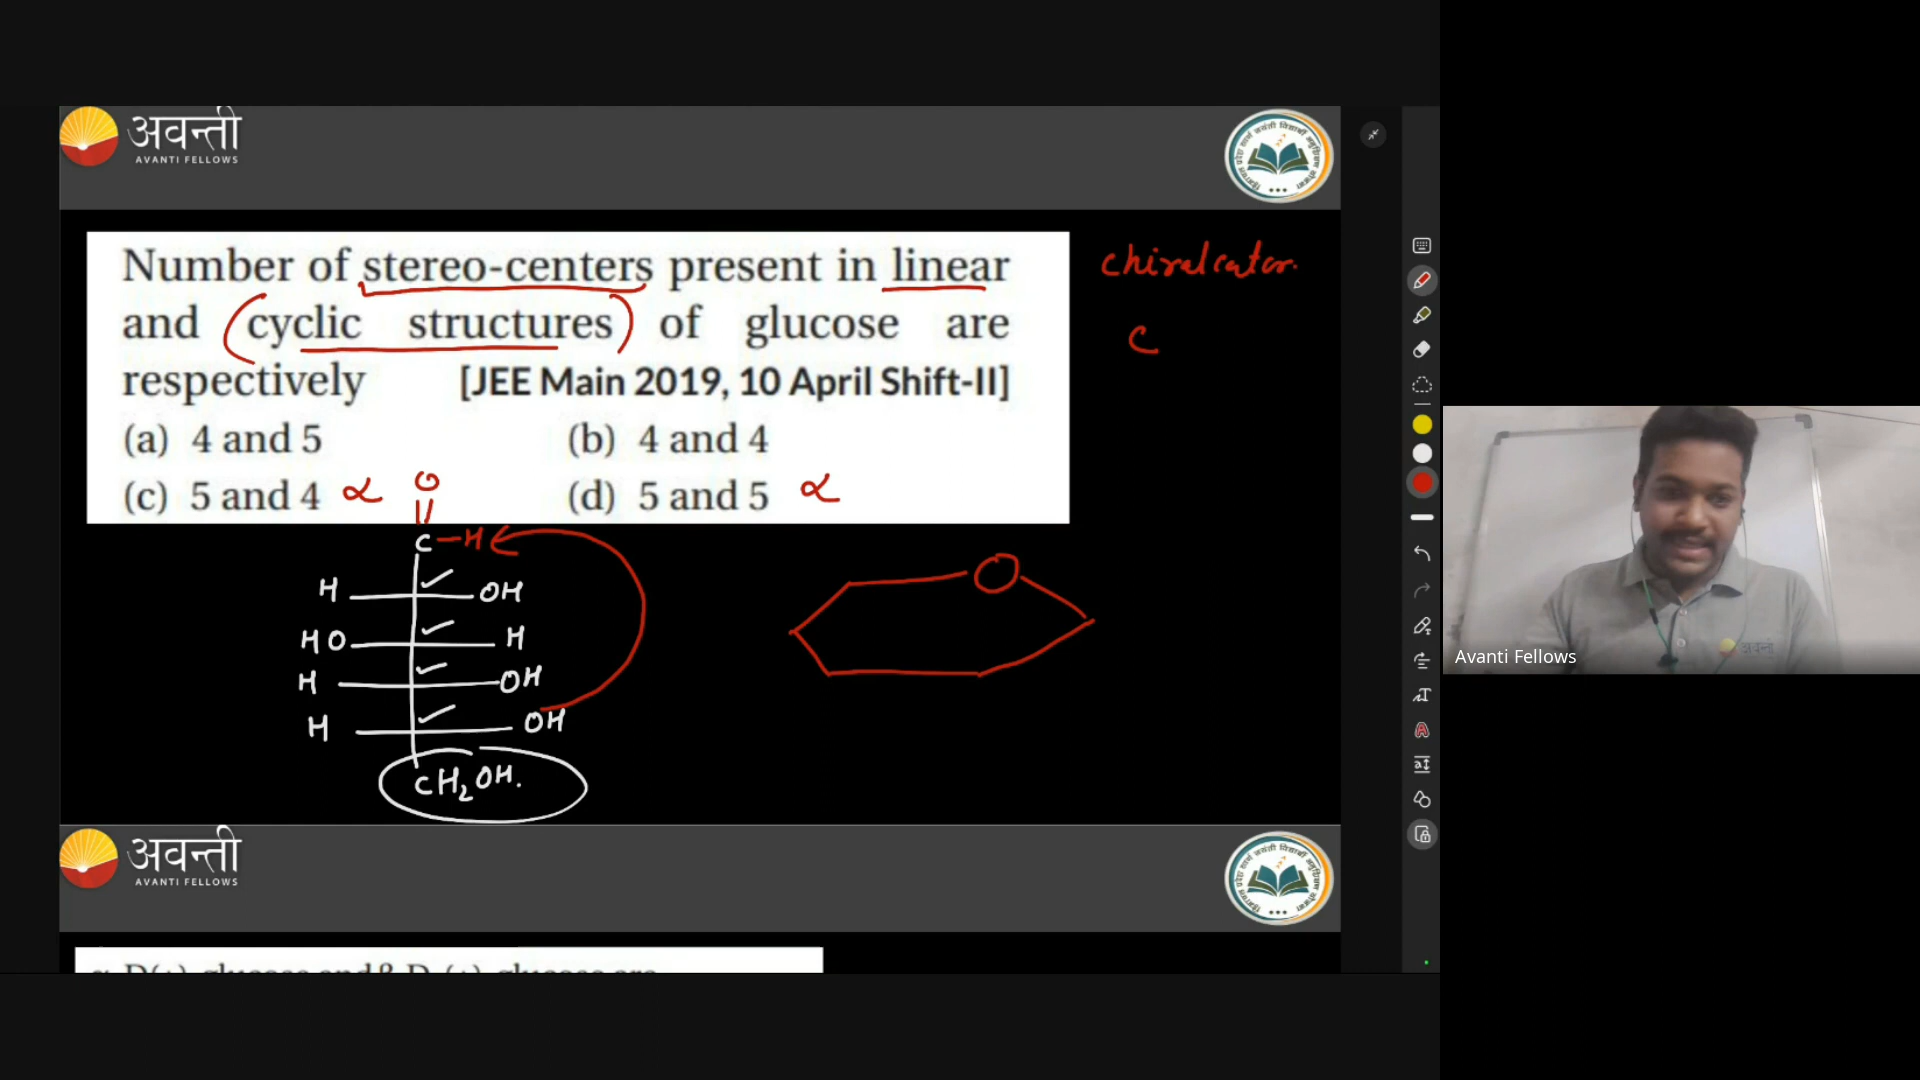 अवन्ती
AVANTI FELLOWS
Number of stereo-centers present in linear
and (cyclic structures) of glucose are
respectively [JEE Main 2019, 10 April Shift-II]
(a) 4 and 5 (b) 4 and 4
(c) 5 and 4 α (d) 5 and 5 α
chiral cator.
C
O
C-H
H OH
HO H
H OH
H OH
CH2OH.
O
Avanti Fellows
अवन्ती
AVANTI FELLOWS